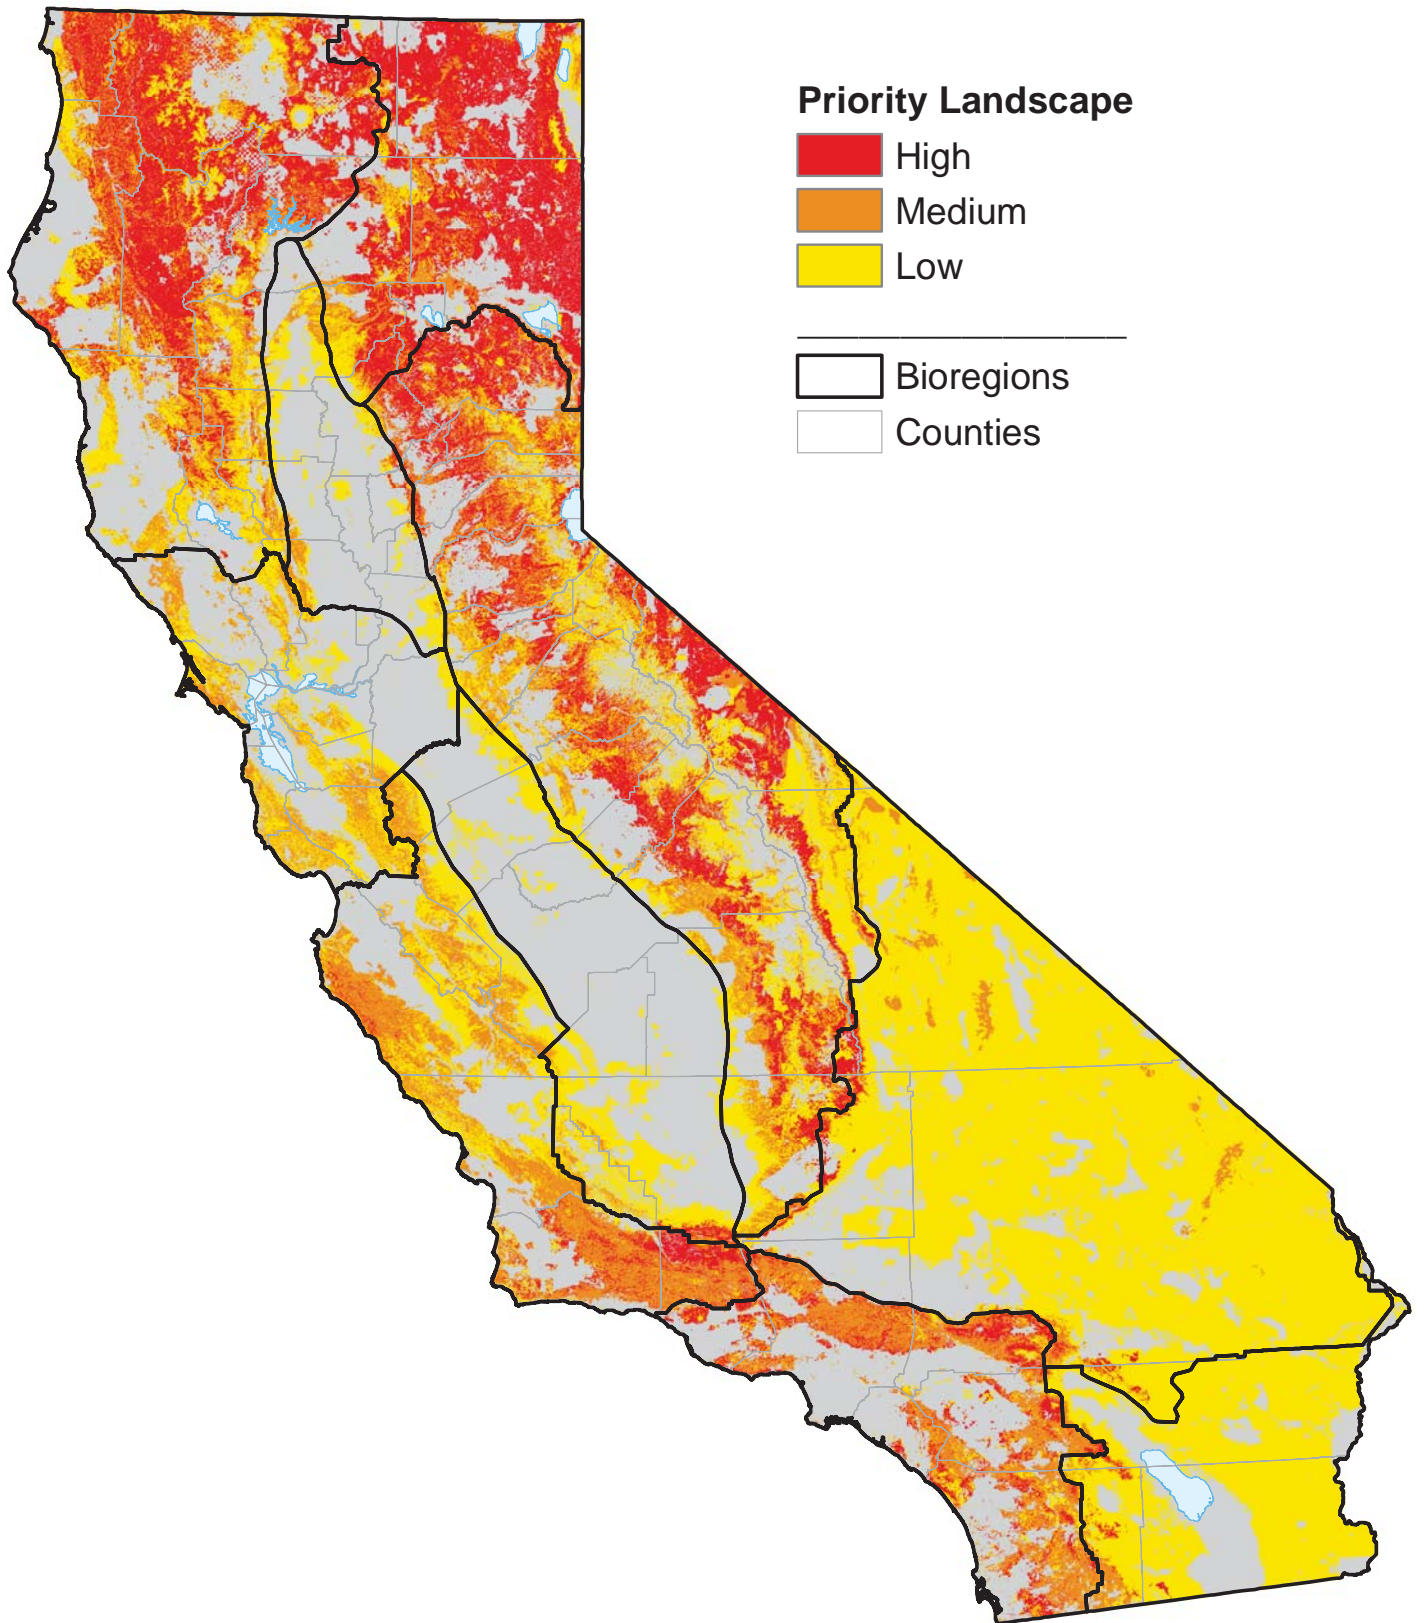 Priority Landscape
High
Medium
Low
Bioregions
Counties